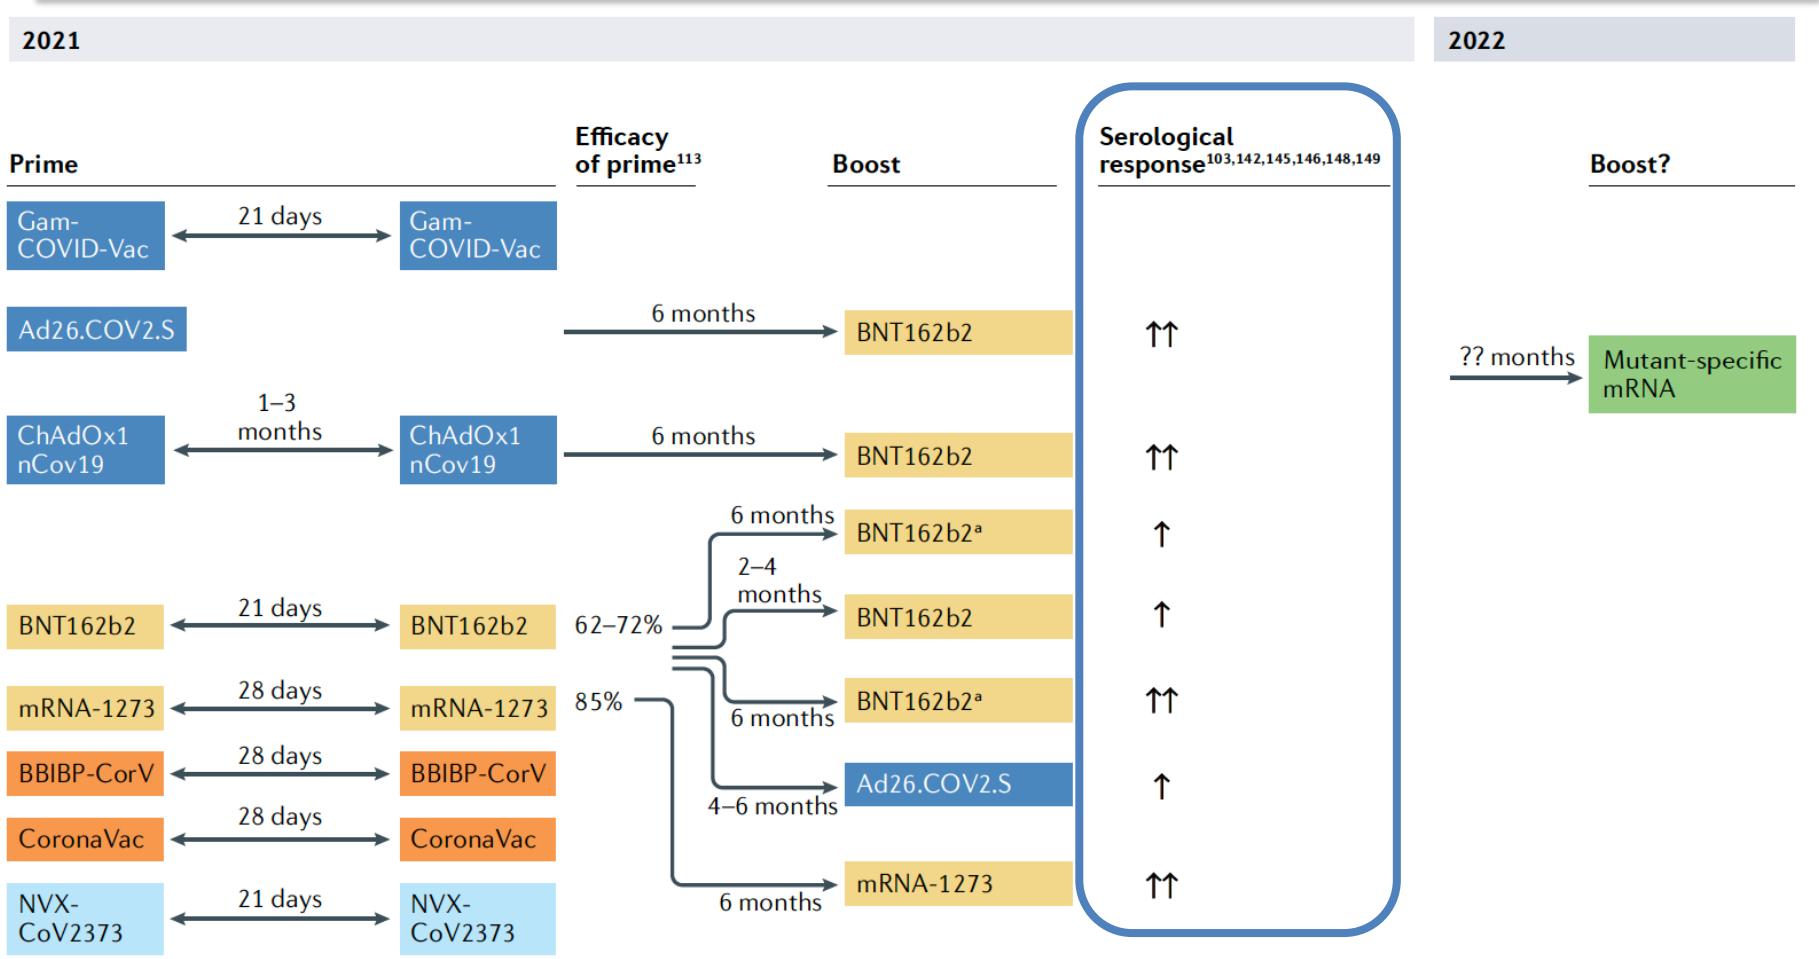 2021
2022
Prime
Efficacy
of prime¹¹³
Boost
Serological
response¹⁰³,¹⁴²,¹⁴⁵,¹⁴⁶,¹⁴⁸,¹⁴⁹
Boost?
Gam-
COVID-Vac
21 days
Gam-
COVID-Vac
Ad26.COV2.S
6 months
BNT162b2
↑↑
?? months
Mutant-specific
mRNA
ChAdOx1
nCov19
1–3
months
ChAdOx1
nCov19
6 months
BNT162b2
↑↑
6 months
BNT162b2ᵃ
↑
BNT162b2
21 days
BNT162b2
62–72%
2–4
months
BNT162b2
↑
6 months
BNT162b2ᵃ
↑↑
mRNA-1273
28 days
mRNA-1273
85%
4–6 months
Ad26.COV2.S
↑
BBIBP-CorV
28 days
BBIBP-CorV
CoronaVac
28 days
CoronaVac
6 months
mRNA-1273
↑↑
NVX-
CoV2373
21 days
NVX-
CoV2373